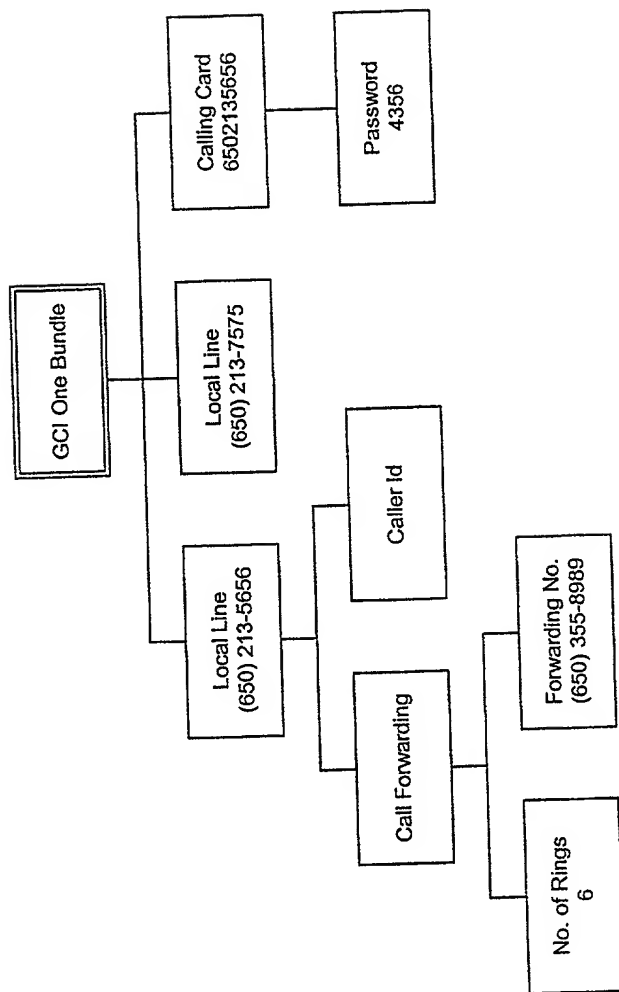 GCI One Bundle
Local Line
(650) 213-5656
Local Line
(650) 213-7575
Calling Card
6502135656
Call Forwarding
Caller Id
Password
4356
No. of Rings
6
Forwarding No.
(650) 355-8989